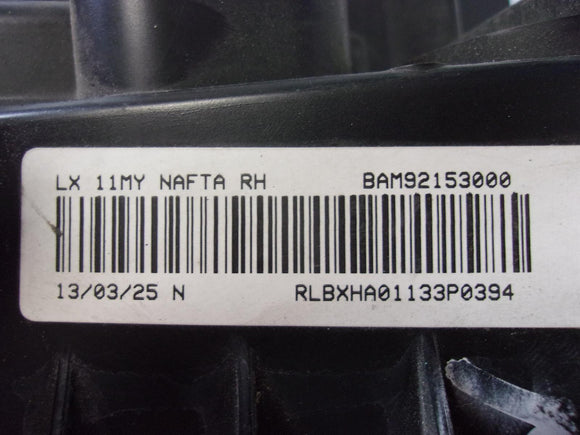 LX 11MY NAFTA RH BAM92153000
13/03/25 N RLBXHA01133P0394